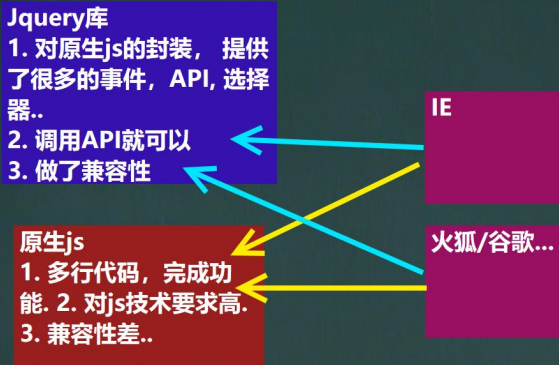 Jquery库
1. 对原生js的封装， 提供
了很多的事件，API, 选择
器..
2. 调用API就可以
3. 做了兼容性
IE
原生js
1. 多行代码，完成功
能. 2. 对js技术要求高.
3. 兼容性差..
火狐/谷歌...